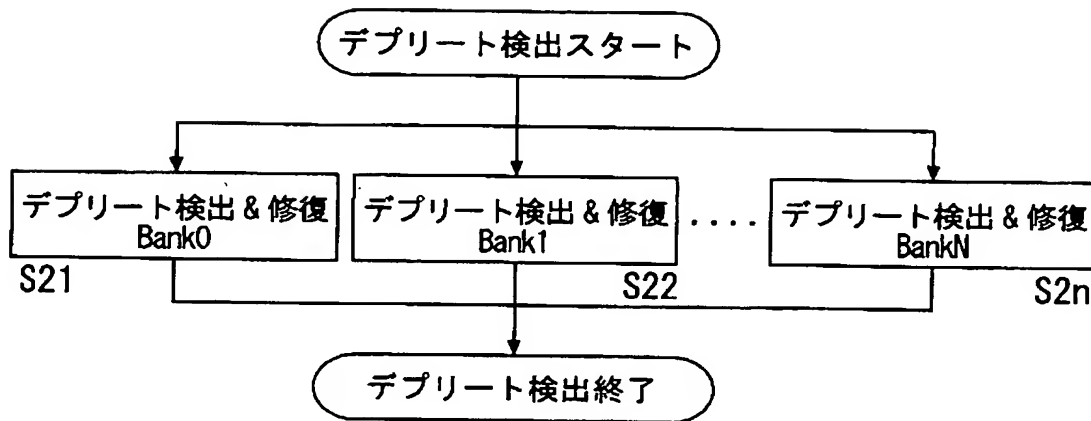 デプリート検出スタート
デプリート検出&修復
Bank0
S21
デプリート検出&修復
Bank1
S22
....
デプリート検出&修復
BankN
S2n
デプリート検出終了